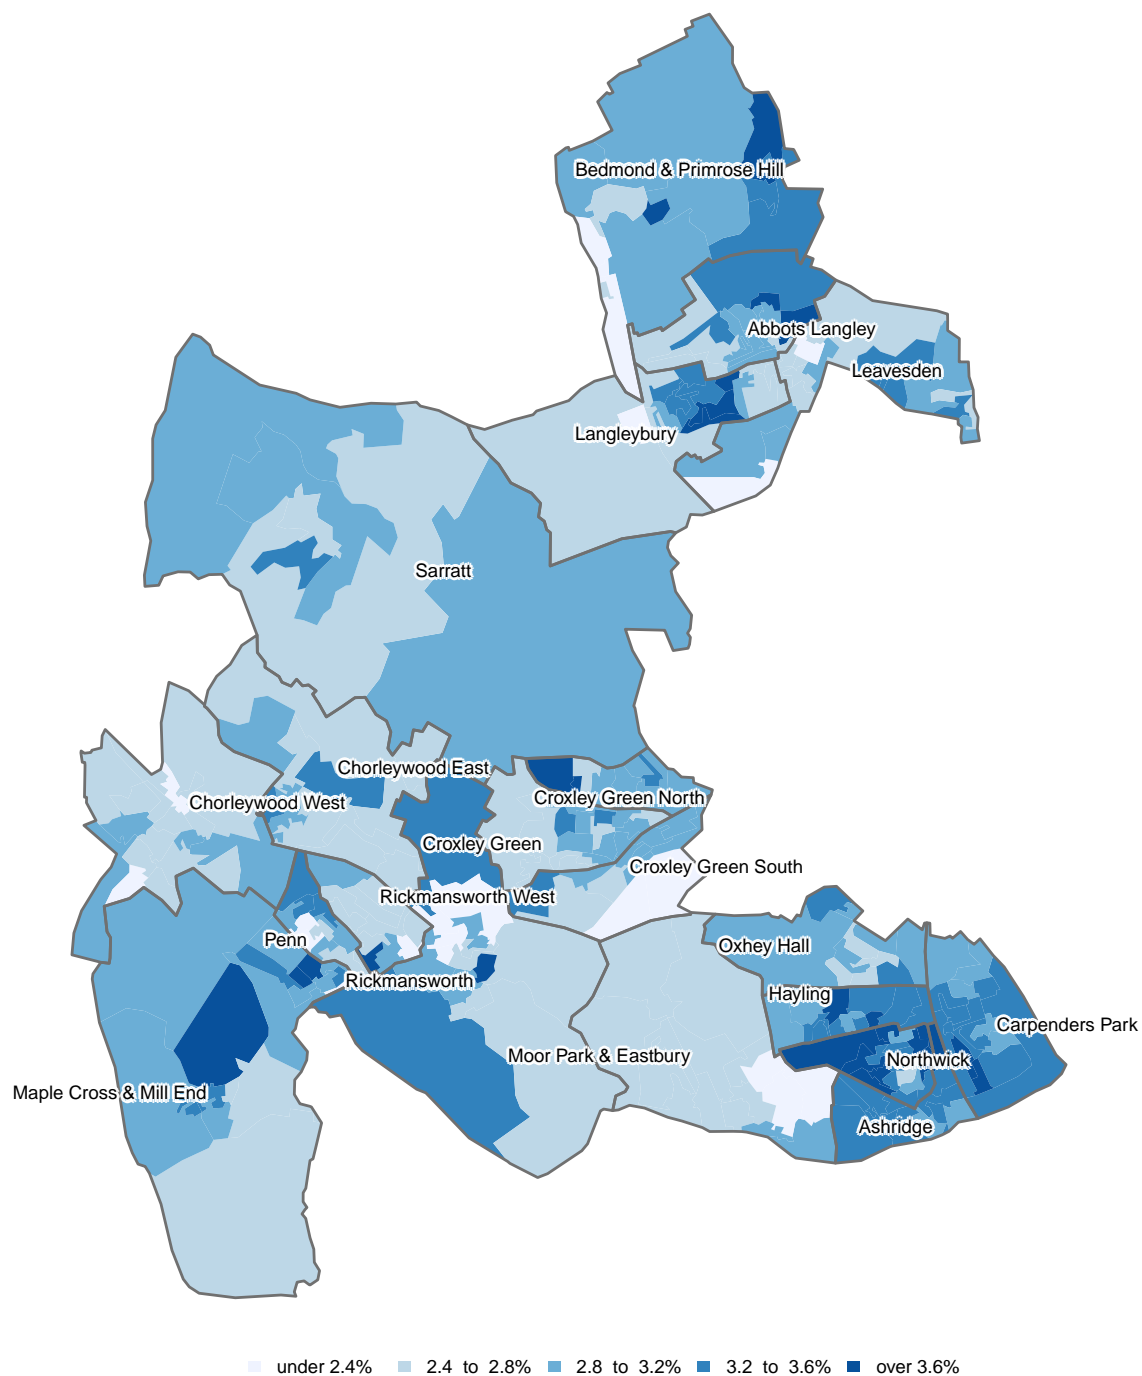 Bedmond & Primrose Hill
Abbots Langley
Leavesden
Langleybury
Sarratt
Chorleywood East
Croxley Green North
Chorleywood West
Croxley Green
Croxley Green South
Rickmansworth West
Penn
Oxhey Hall
Rickmansworth
Hayling
Carpenders Park
Moor Park & Eastbury
Northwick
Maple Cross & Mill End
Ashridge
under 2.4% 2.4 to 2.8% 2.8 to 3.2% 3.2 to 3.6% over 3.6%